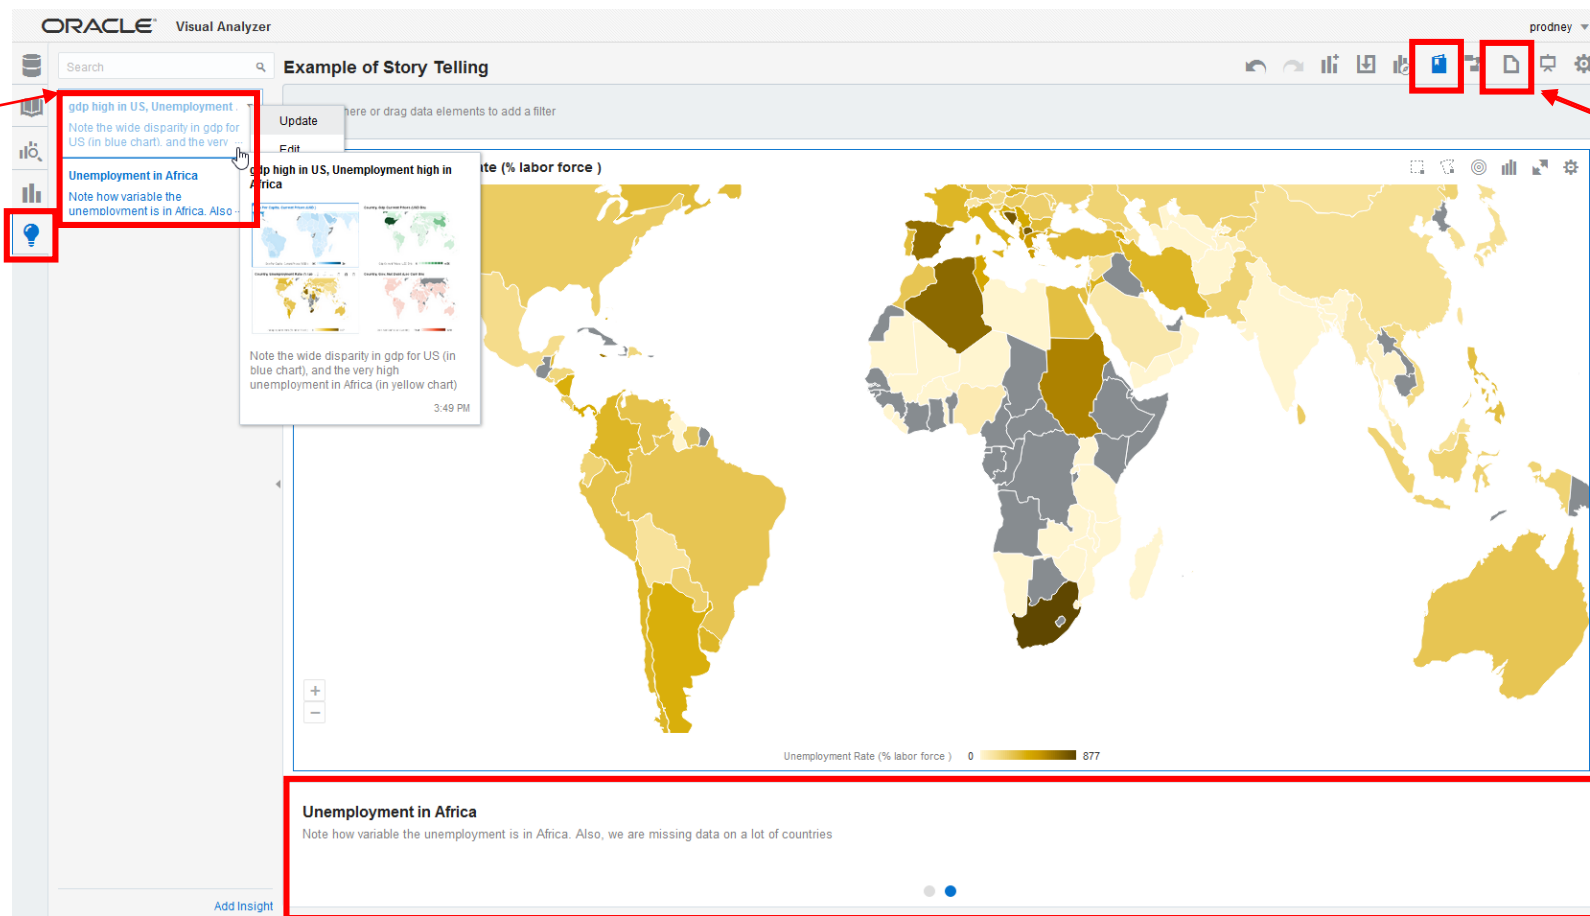 ORACLE Visual Analyzer
prodney
Search
Example of Story Telling
gdp high in US, Unemployment .
Note the wide disparity in gdp for
US (in blue chart), and the very ...
Update
Edit
here or drag data elements to add a filter
Unemployment in Africa
Note how variable the
unemployment is in Africa. Also ...
gdp high in US, Unemployment high in
Africa
(% labor force )
Note the wide disparity in gdp for US (in
blue chart), and the very high
unemployment in Africa (in yellow chart)
3:49 PM
+
−
Unemployment Rate (% labor force ) 0 877
Unemployment in Africa
Note how variable the unemployment is in Africa. Also, we are missing data on a lot of countries
Add Insight